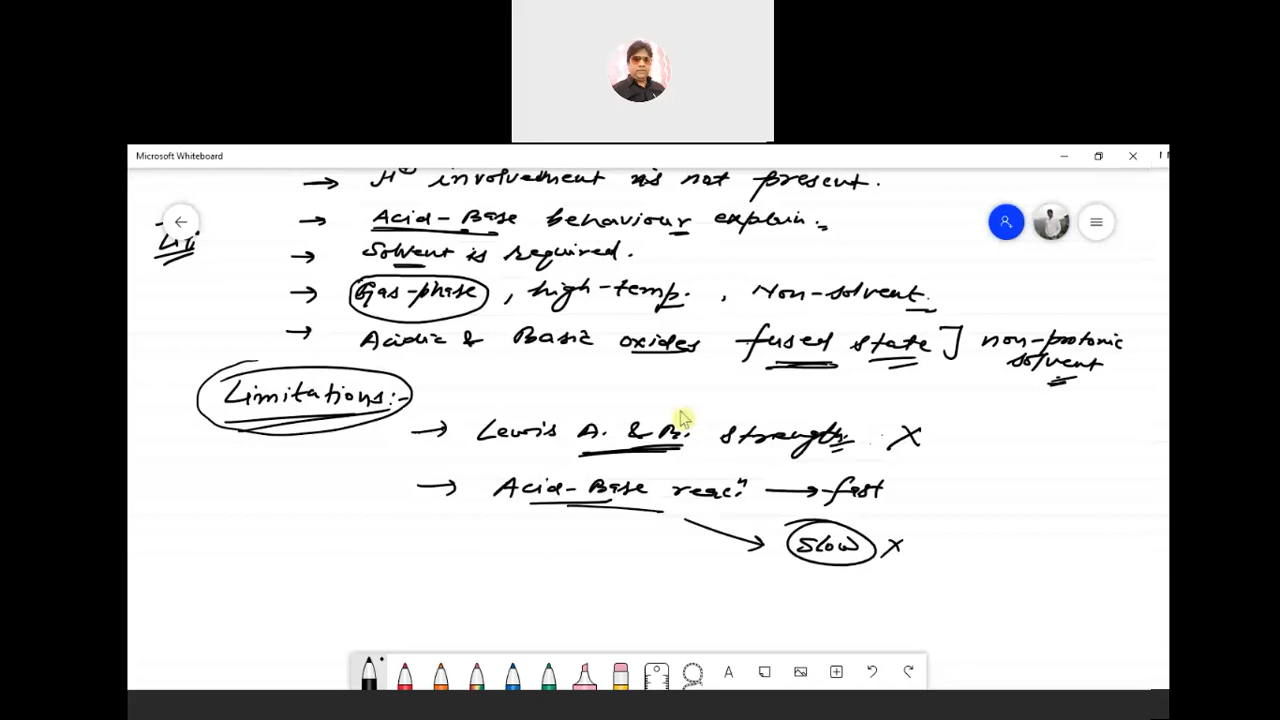 Microsoft Whiteboard
→ H⊕ involvement is not present.
→ Acid-Base behaviour explain.
→ Solvent is required.
→ Gas-phase, high-temp., Non-solvent.
→ Acidic & Basic oxides fused state] non-protonic
solvent
Limitations:-
→ Lewis A. & B. strength X
→ Acid-Base reacⁿ → fast
→ Slow X
A